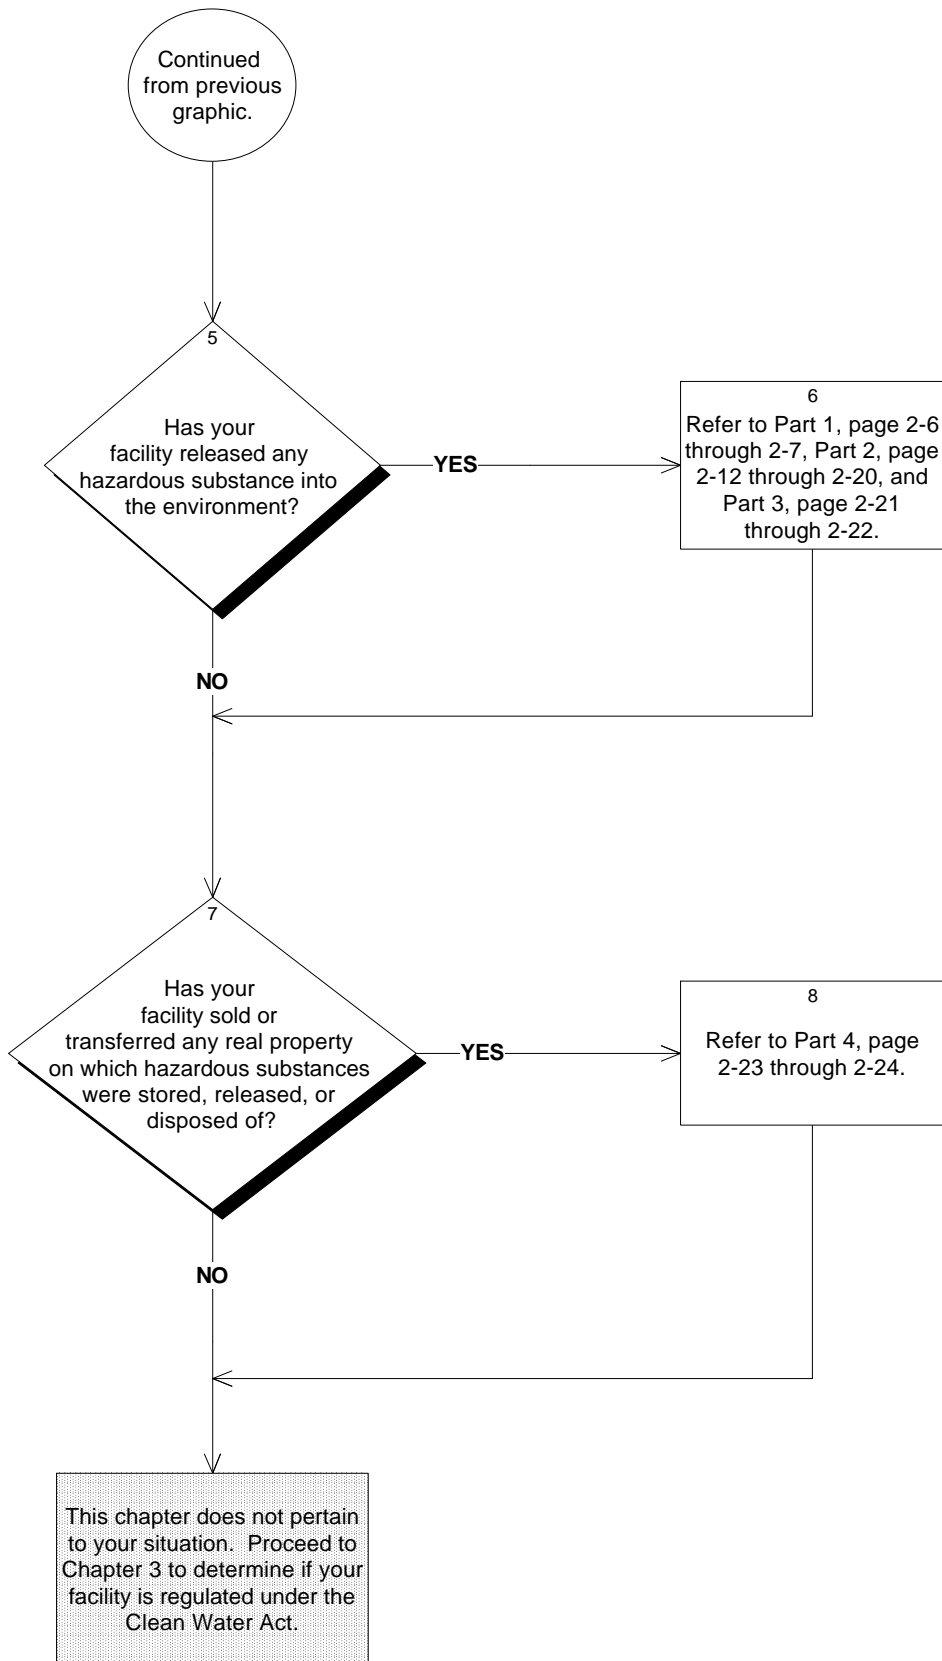 Continued
from previous
graphic.
5
Has your
facility released any
hazardous substance into
the environment?
YES
6
Refer to Part 1, page 2-6
through 2-7, Part 2, page
2-12 through 2-20, and
Part 3, page 2-21
through 2-22.
NO
7
Has your
facility sold or
transferred any real property
on which hazardous substances
were stored, released, or
disposed of?
YES
8
Refer to Part 4, page
2-23 through 2-24.
NO
This chapter does not pertain
to your situation.  Proceed to
Chapter 3 to determine if your
facility is regulated under the
Clean Water Act.